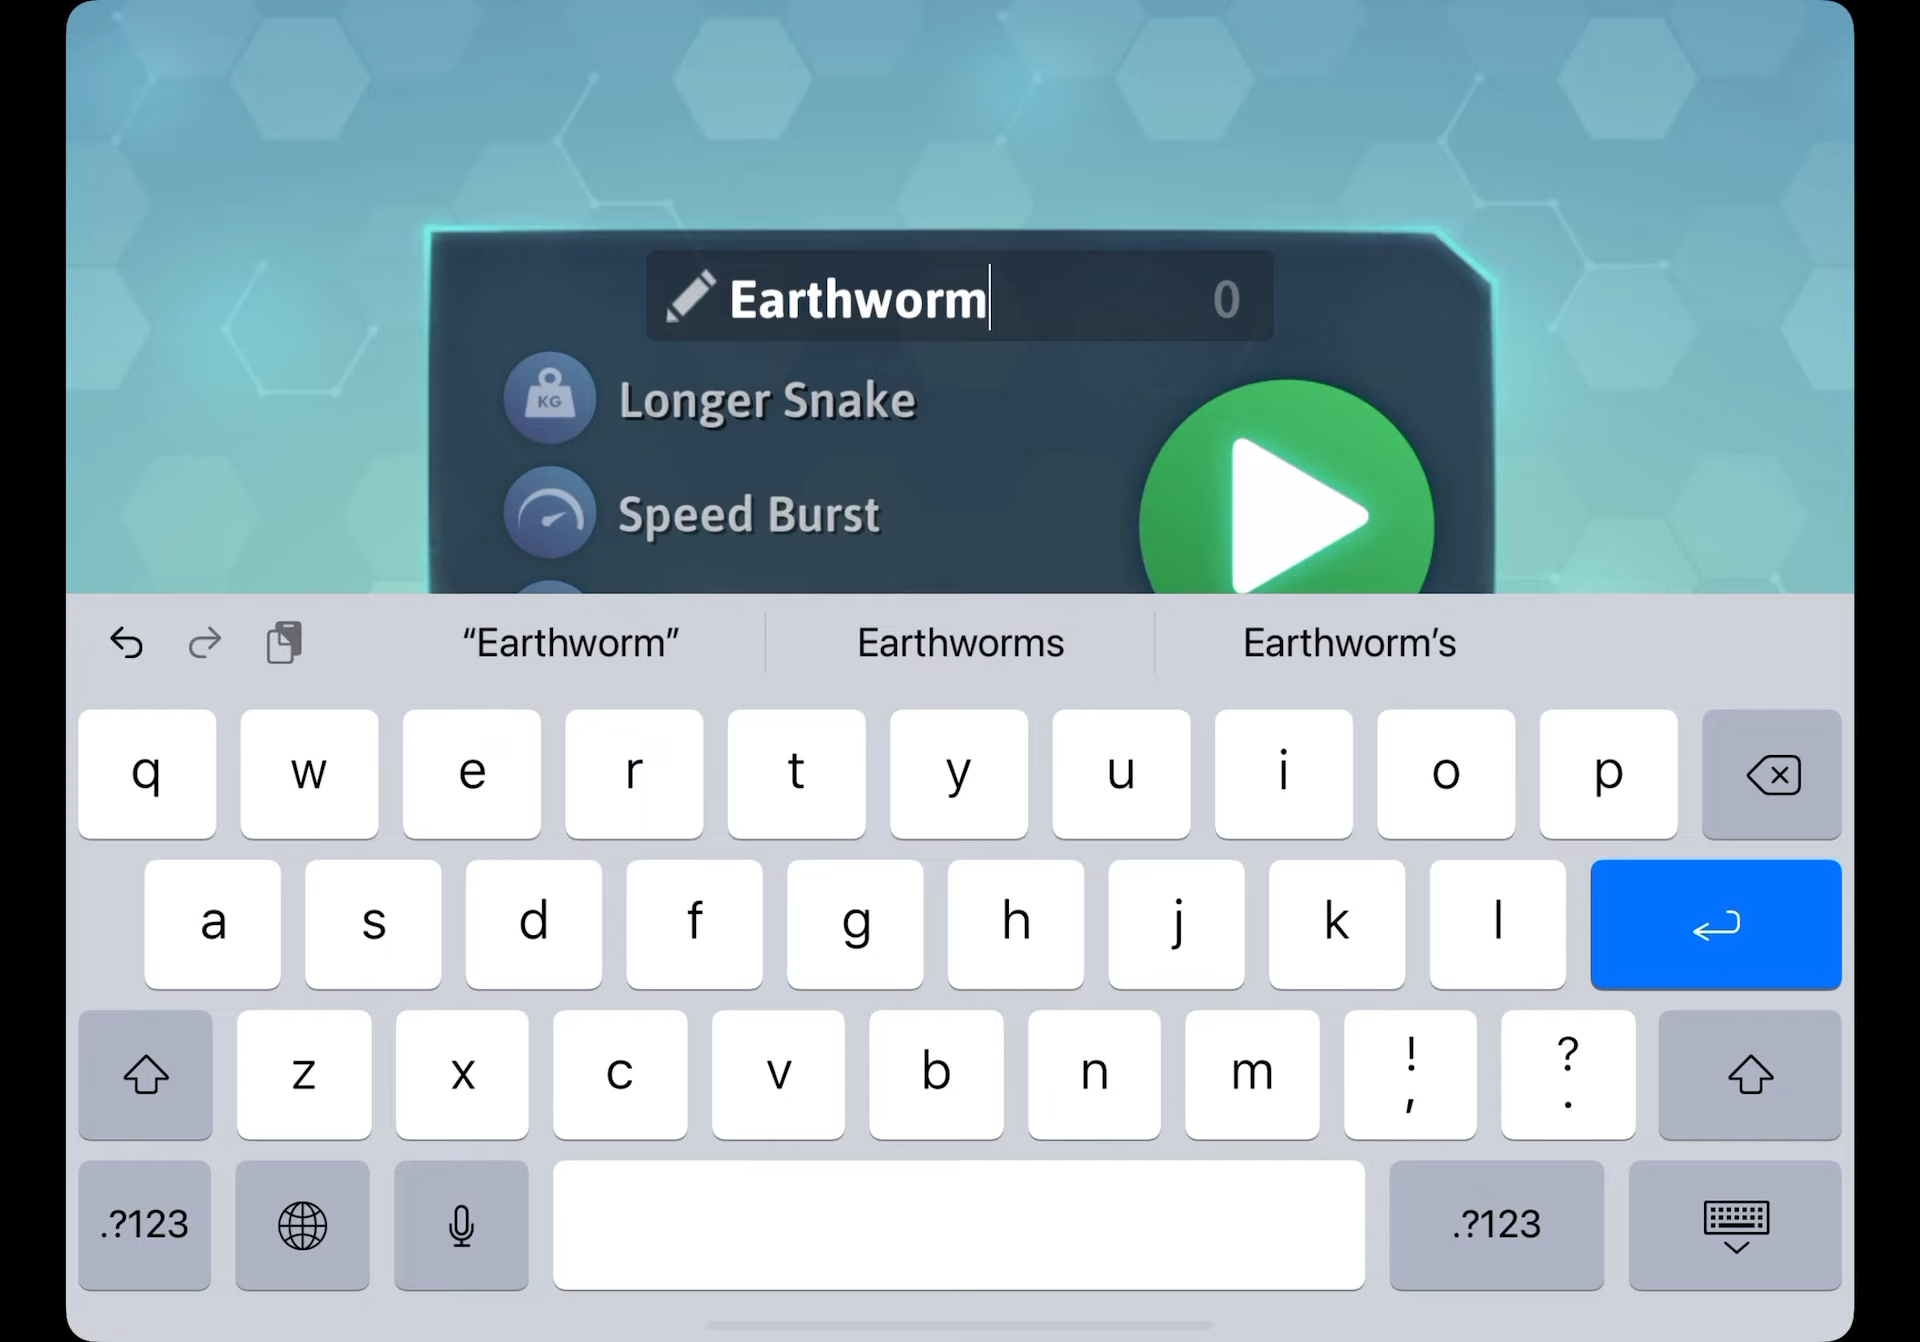 Earthworm 0
KG Longer Snake
Speed Burst
“Earthworm” Earthworms Earthworm’s
q w e r t y u i o p
a s d f g h j k l
z x c v b n m ! , ? .
.?123 .?123